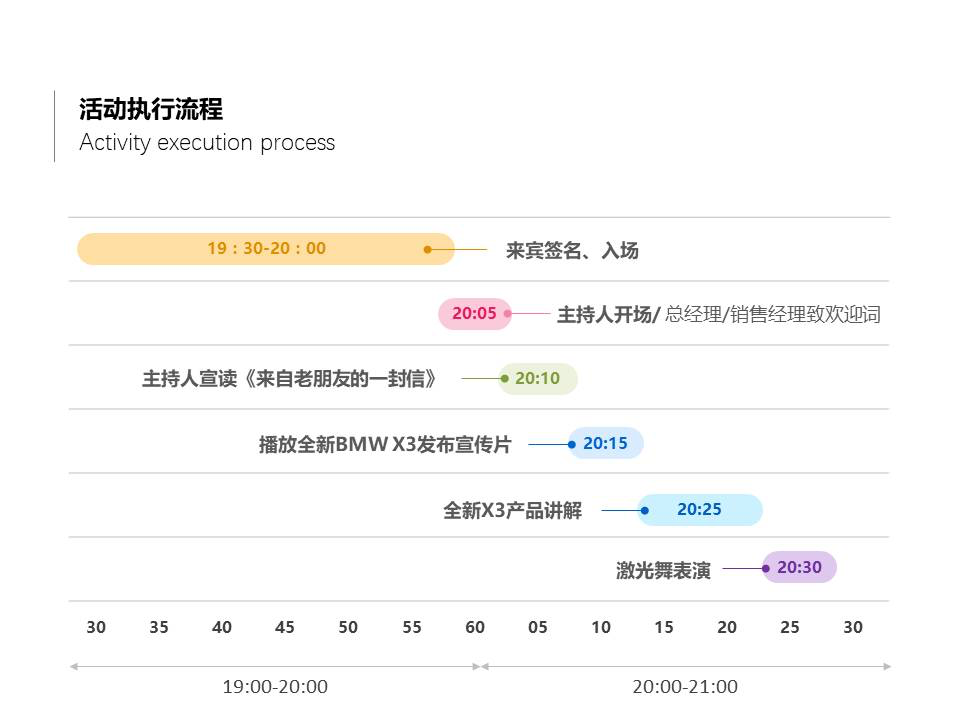 活动执行流程
Activity execution process
19：30-20：00 来宾签名、入场
20:05 主持人开场/ 总经理/销售经理致欢迎词
主持人宣读《来自老朋友的一封信》 20:10
播放全新BMW X3发布宣传片 20:15
全新X3产品讲解 20:25
激光舞表演 20:30
30 35 40 45 50 55 60 05 10 15 20 25 30
19:00-20:00 20:00-21:00